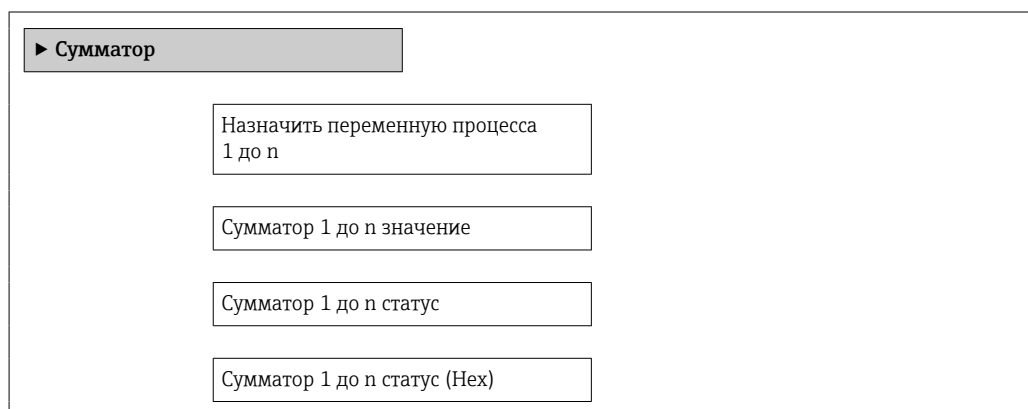 ▶ Сумматор
Назначить переменную процесса
1 до n
Сумматор 1 до n значение
Сумматор 1 до n статус
Сумматор 1 до n статус (Hex)